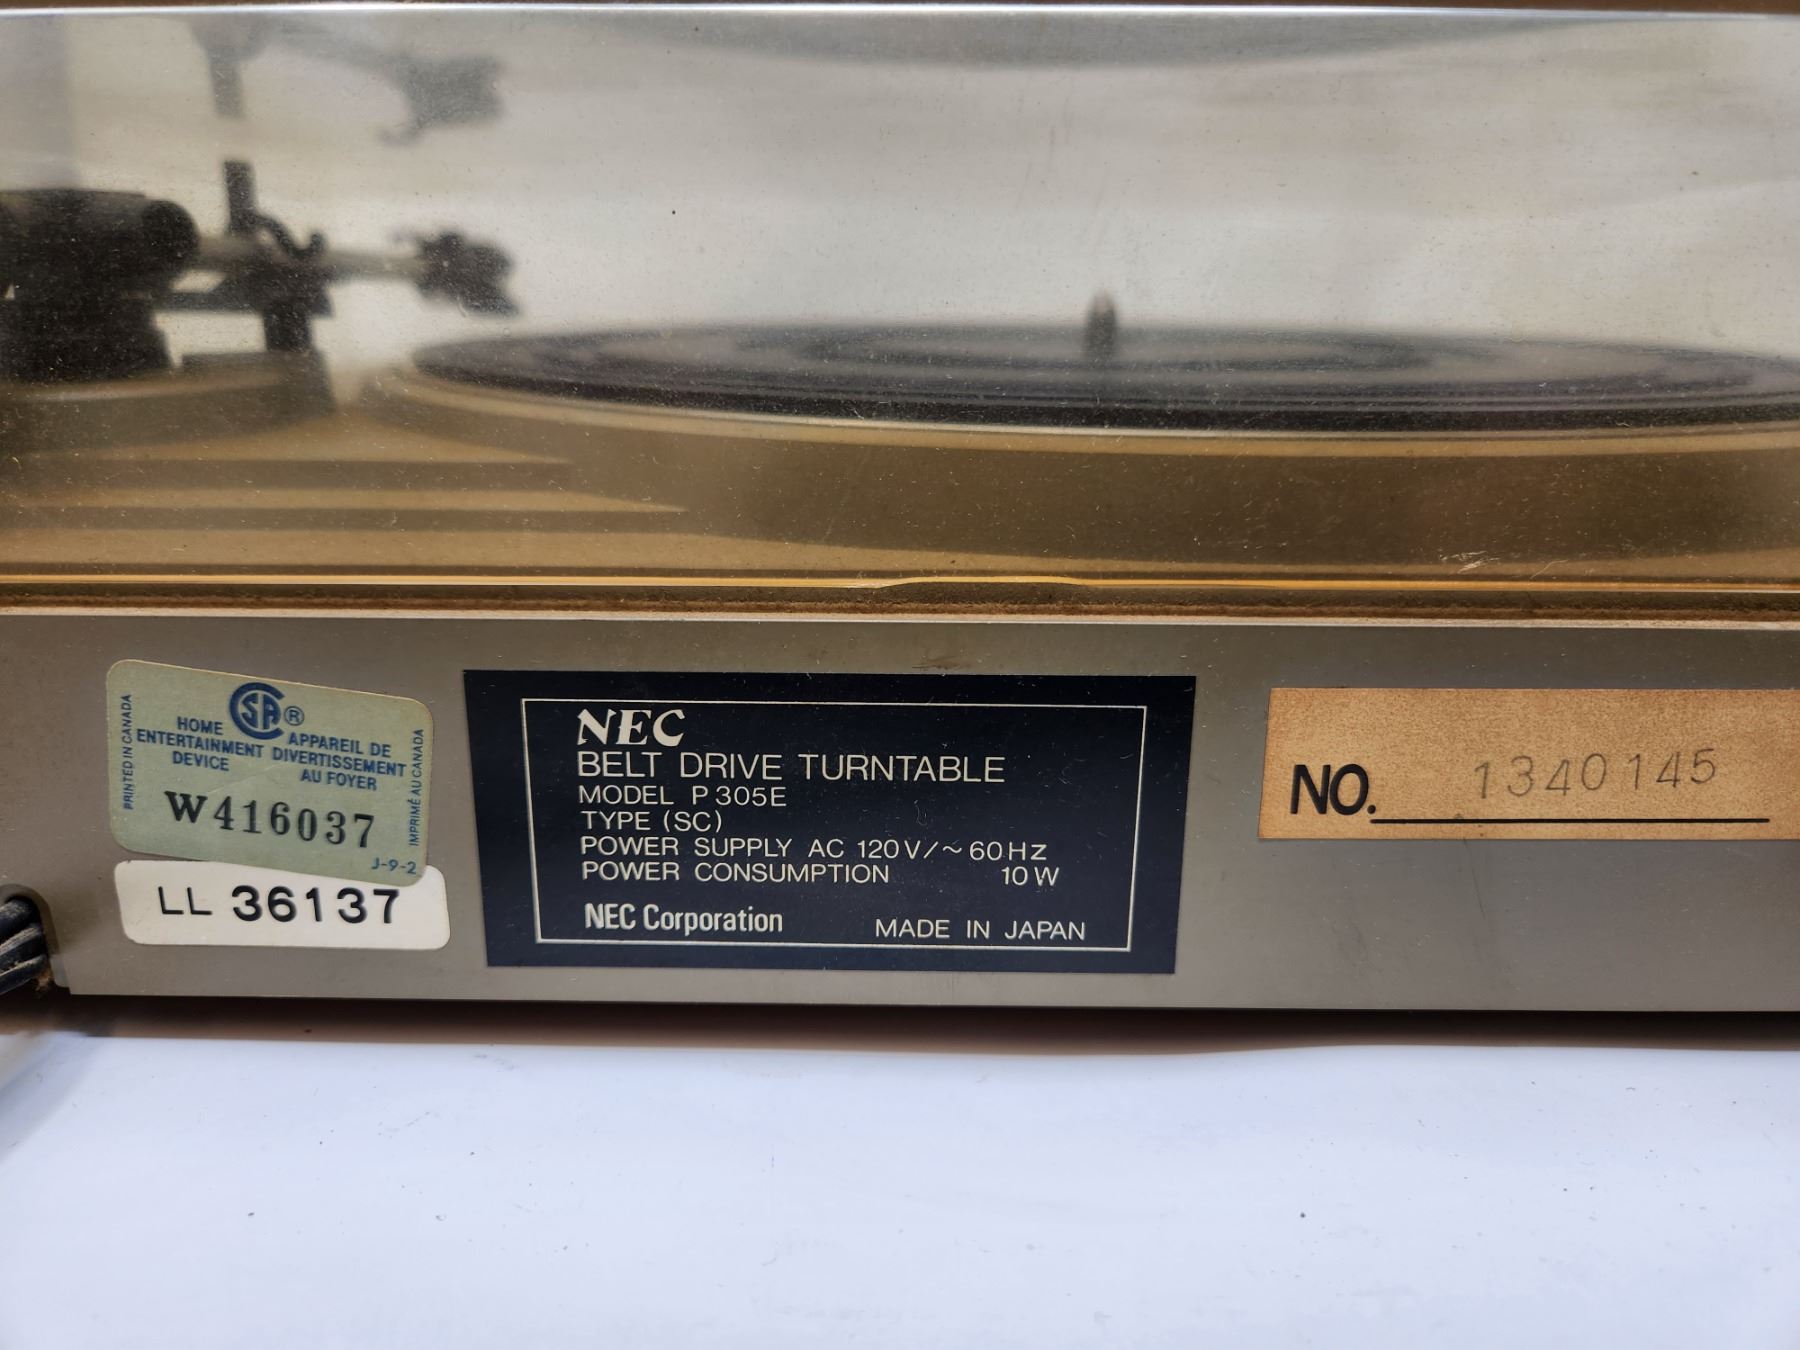 PRINTED IN CANADA
CSA®
HOME ENTERTAINMENT DEVICE
APPAREIL DE DIVERTISSEMENT AU FOYER
W416037
J-9-2
IMPRIMÉ AU CANADA
LL 36137
NEC
BELT DRIVE TURNTABLE
MODEL P305E
TYPE (SC)
POWER SUPPLY AC 120V/~60Hz
POWER CONSUMPTION 10W
NEC Corporation MADE IN JAPAN
NO. 1340145